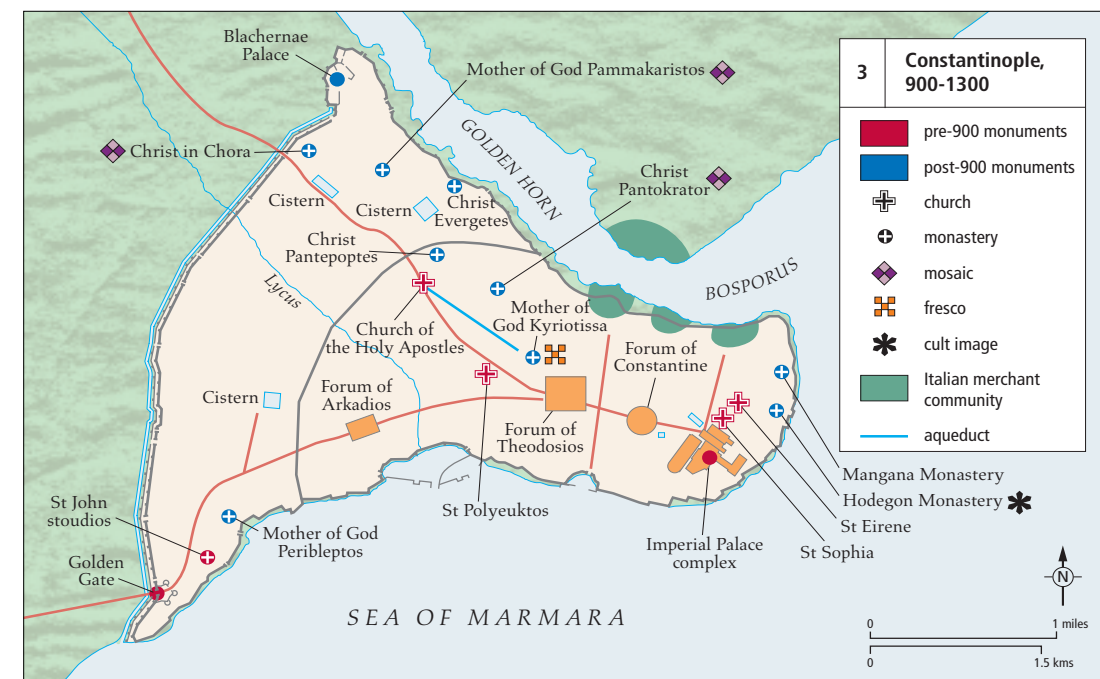 Blachernae
Palace
Mother of God Pammakaristos
Christ in Chora
GOLDEN HORN
Christ
Pantokrator
Cistern
Cistern
Christ
Evergetes
Christ
Pantepoptes
Lycus
BOSPORUS
Church of
the Holy Apostles
Mother of
God Kyriotissa
Forum of
Constantine
Forum of
Arkadios
Cistern
Forum of
Theodosios
St John
stoudios
Mother of God
Peribleptos
Golden
Gate
St Polyeuktos
Imperial Palace
complex
Mangana Monastery
Hodegon Monastery
St Eirene
St Sophia
SEA OF MARMARA
3
Constantinople,
900-1300
pre-900 monuments
post-900 monuments
church
monastery
mosaic
fresco
cult image
Italian merchant
community
aqueduct
N
0 1 miles
0 1.5 kms